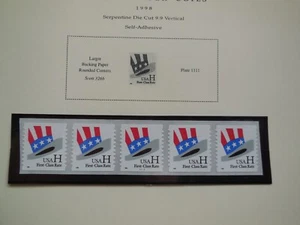 1998
Serpentine Die Cut 9.9 Vertical
Self-Adhesive
Large
Backing Paper
Rounded Corners
Scott 3265
Plate 1111
USA H
USA H
First-Class Rate
USA H
First-Class Rate
USA H
First-Class Rate
USA H
First-Class Rate
USA H
First-Class Rate